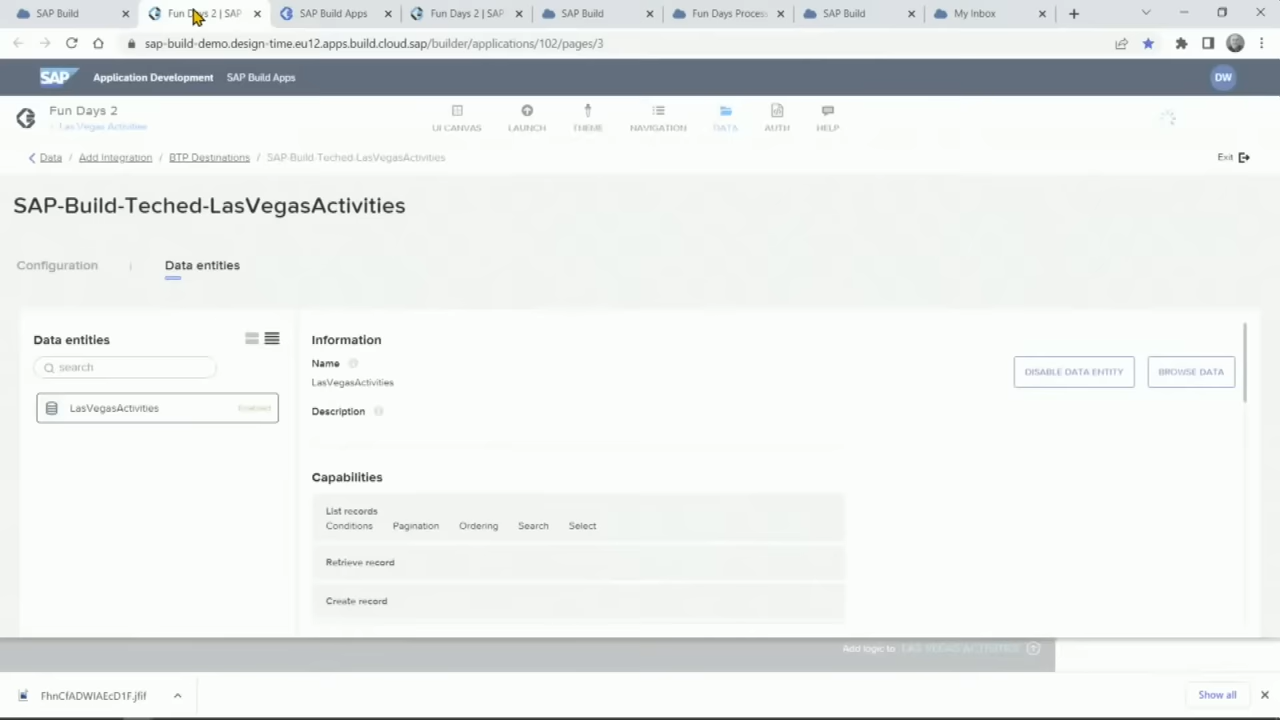 SAP Build
Fun Days 2 | SAP
SAP Build Apps
Fun Days 2 | SAP
SAP Build
Fun Days Process
SAP Build
My Inbox
sap-build-demo.design-time.eu12.apps.build.cloud.sap/builder/applications/102/pages/3
SAP Application Development SAP Build Apps DW
Fun Days 2
Las Vegas Activities
UI CANVAS LAUNCH THEME NAVIGATION DATA AUTH HELP
Data / Add Integration / BTP Destinations / SAP-Build-Teched-LasVegasActivities Exit
SAP-Build-Teched-LasVegasActivities
Configuration Data entities
Data entities
search
LasVegasActivities Enabled
Information
Name
LasVegasActivities
Description
DISABLE DATA ENTITY BROWSE DATA
Capabilities
List records
Conditions Pagination Ordering Search Select
Retrieve record
Create record
Add logic to LAS VEGAS ACTIVITIES
FhnCfADWIAEcD1F.jfif Show all